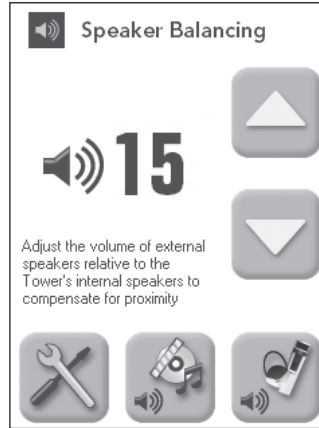 Speaker Balancing
15
Adjust the volume of external
speakers relative to the
Tower's internal speakers to
compensate for proximity